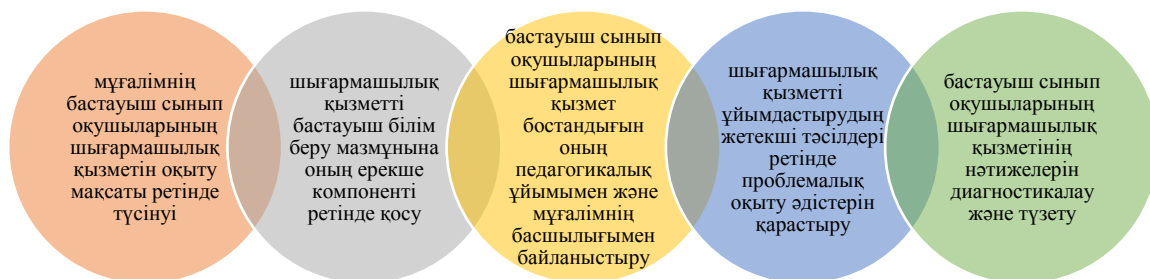 мұғалімнің
бастауыш сынып
оқушыларының
шығармашылық
қызметін оқыту
мақсаты ретінде
түсінуі
шығармашылық
қызметті
бастауыш білім
беру мазмұнына
оның ерекше
компоненті
ретінде қосу
бастауыш сынып
оқушыларының
шығармашылық
қызмет
бостандығын
оның
педагогикалық
ұйымымен және
мұғалімнің
басшылығымен
байланыстыру
шығармашылық
қызметті
ұйымдастырудың
жетекші тәсілдері
ретінде
проблемалық
оқыту әдістерін
қарастыру
бастауыш сынып
оқушыларының
шығармашылық
қызметінің
нәтижелерін
диагностикалау
және түзету